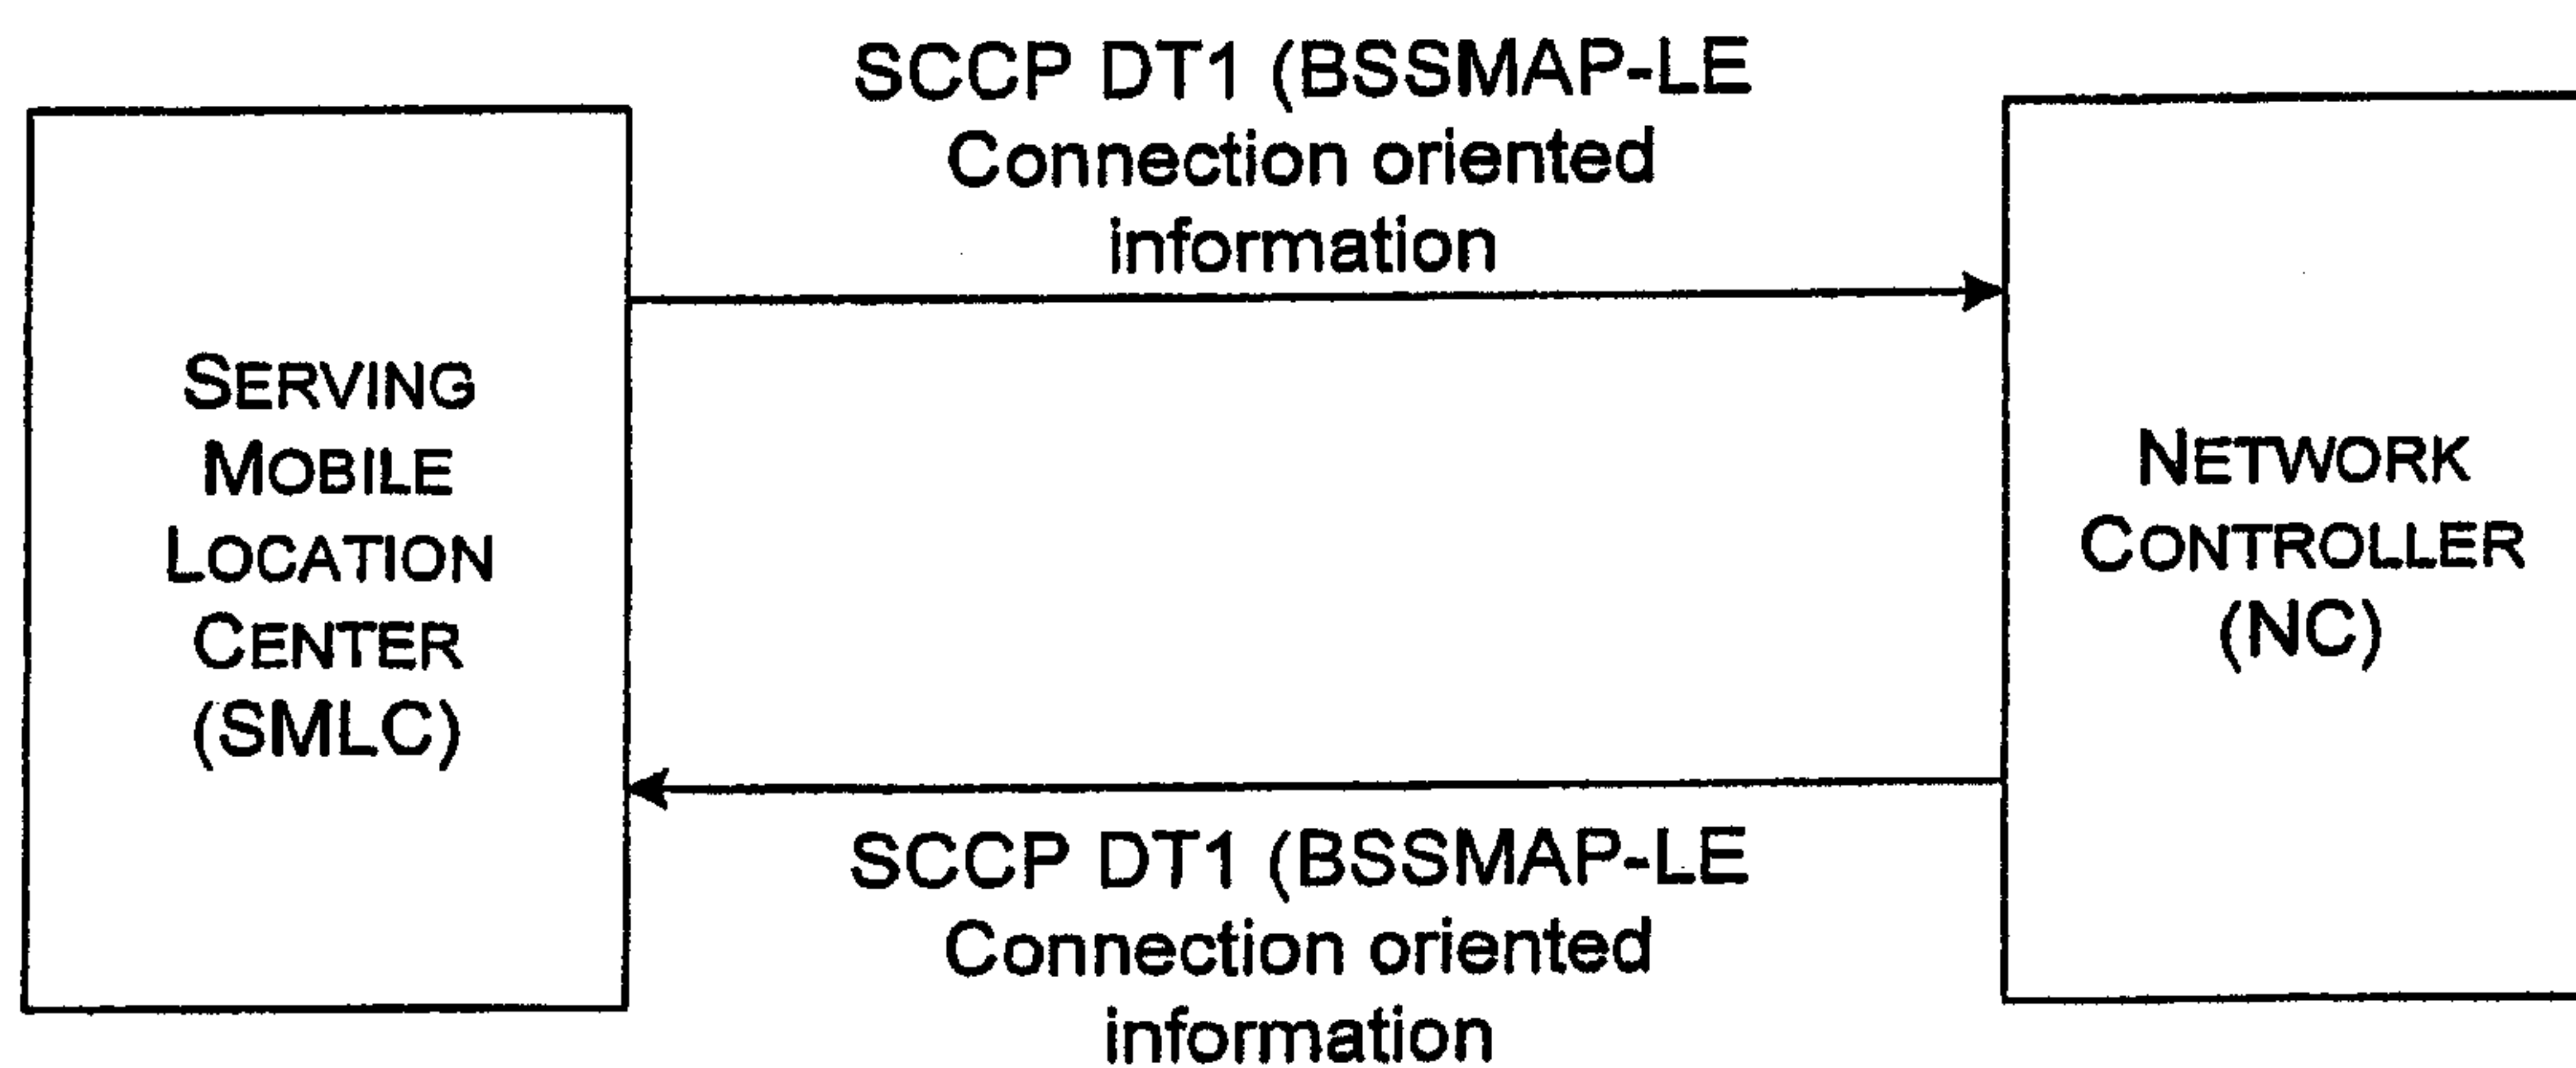 SCCP DT1 (BSSMAP-LE
Connection oriented
information
SERVING
MOBILE
LOCATION
CENTER
(SMLC)
NETWORK
CONTROLLER
(NC)
SCCP DT1 (BSSMAP-LE
Connection oriented
information